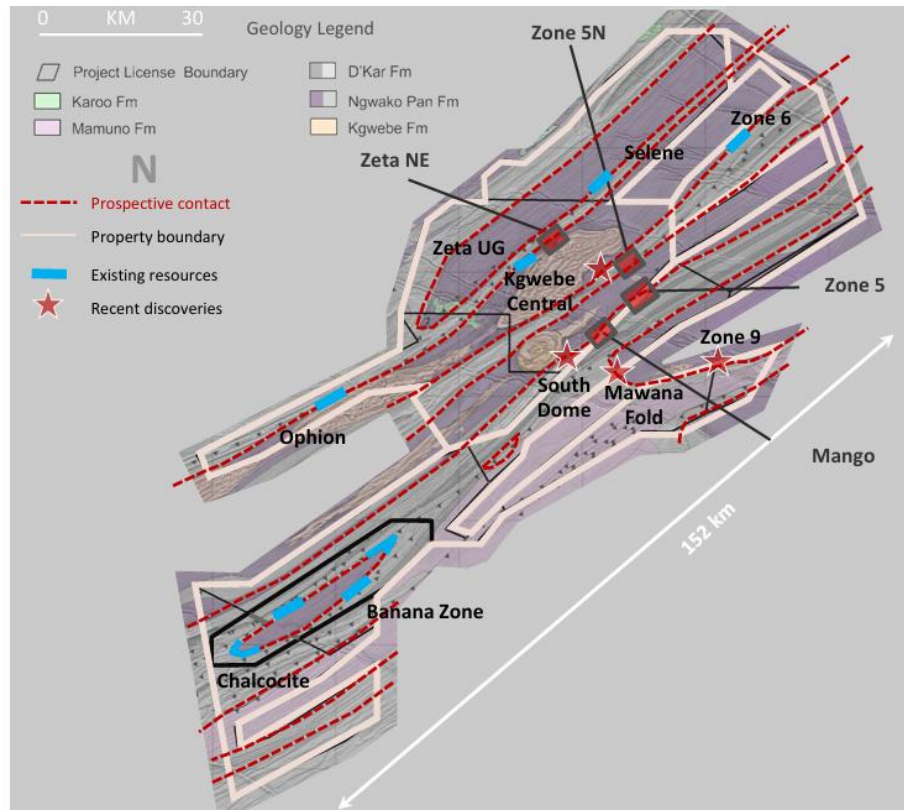 0 KM 30
Geology Legend
Project License Boundary
D'Kar Fm
Karoo Fm
Ngwako Pan Fm
Mamuno Fm
Kgwebe Fm
N
Prospective contact
Property boundary
Existing resources
Recent discoveries
Zone 5N
Zone 6
Selene
Zeta NE
Zeta UG
Kgwebe
Central
Zone 5
Zone 9
South
Dome
Mawana
Fold
Ophion
Mango
152 km
Banana Zone
Chalcocite